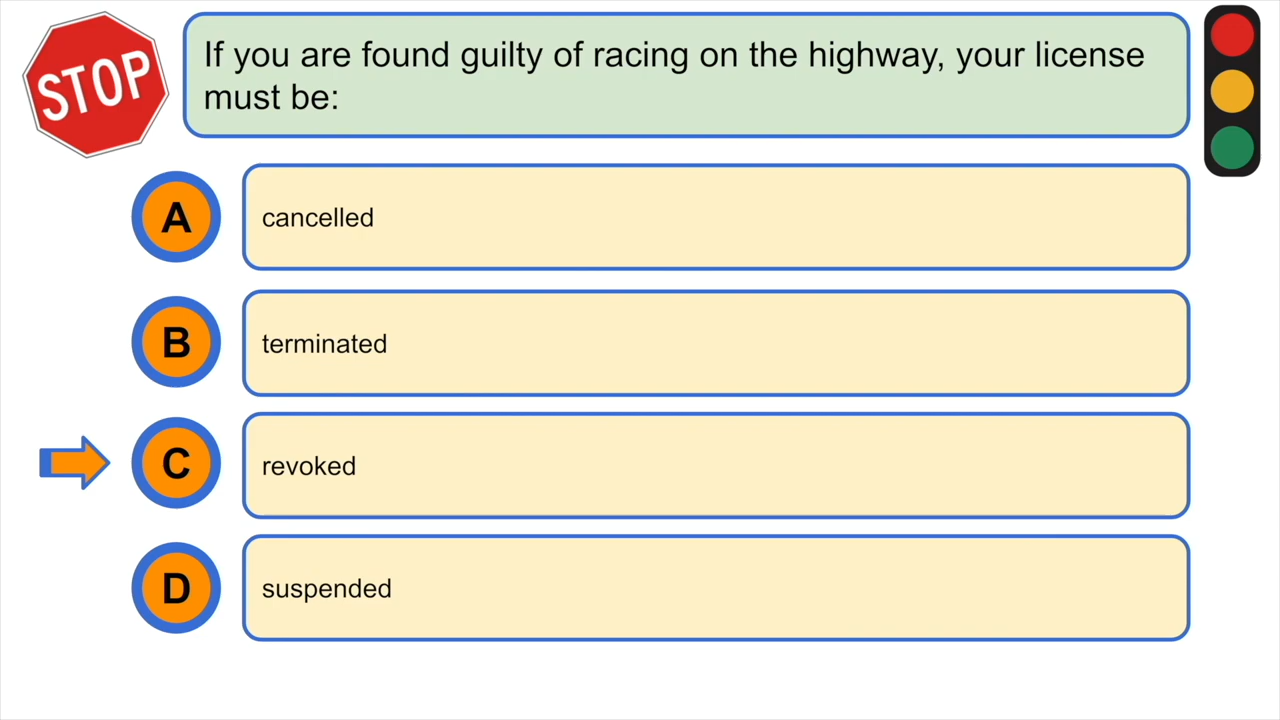 STOP
If you are found guilty of racing on the highway, your license
must be:
A
cancelled
B
terminated
C
revoked
D
suspended